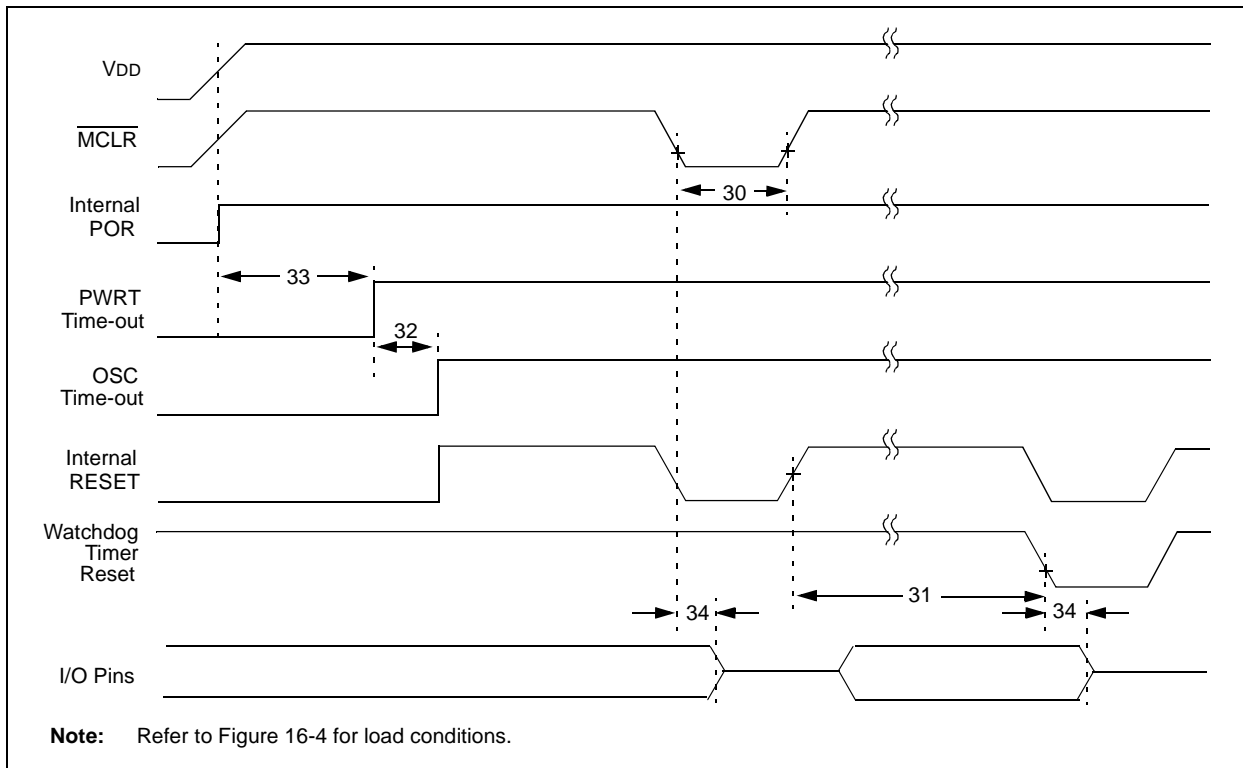 VDD
MCLR
30
Internal
POR
33
PWRT
Time-out
32
OSC
Time-out
Internal
RESET
Watchdog
Timer
Reset
31
34
34
I/O Pins
Note: Refer to Figure 16-4 for load conditions.